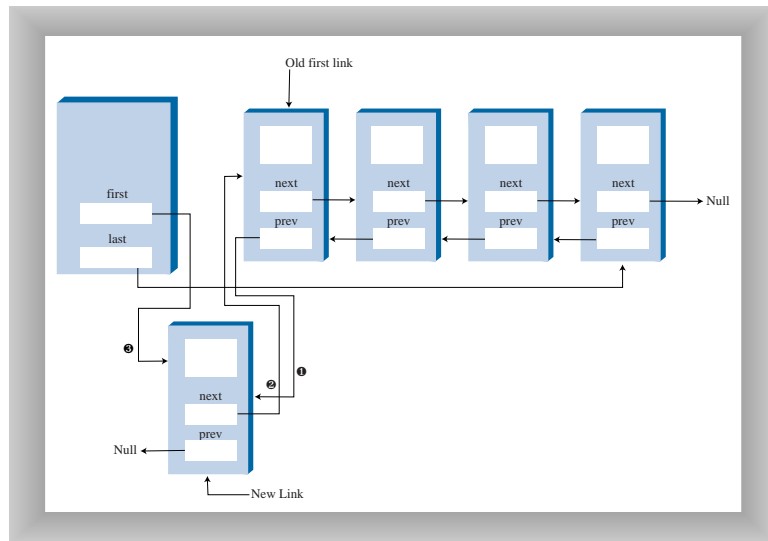 Old first link
first
last
next
prev
next
prev
next
prev
next
prev
Null
❸
❷
❶
next
prev
Null
New Link